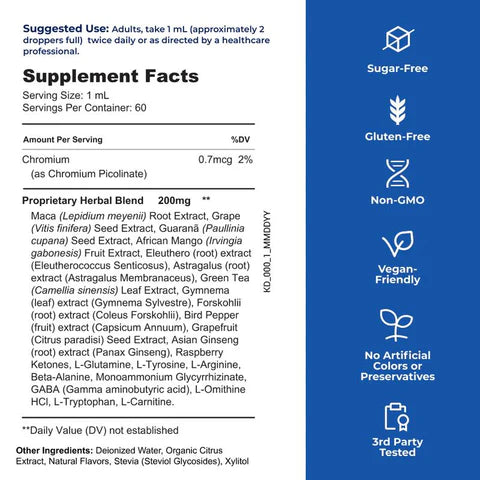 Suggested Use: Adults, take 1 mL (approximately 2
droppers full) twice daily or as directed by a healthcare
professional.
Supplement Facts
Serving Size: 1 mL
Servings Per Container: 60
Amount Per Serving %DV
Chromium 0.7mcg 2%
(as Chromium Picolinate)
Proprietary Herbal Blend 200mg **
Maca (Lepidium meyenii) Root Extract, Grape
(Vitis finifera) Seed Extract, Guaranã (Paullinia
cupana) Seed Extract, African Mango (Irvingia
gabonesis) Fruit Extract, Eleuthero (root) extract
(Eleutherococcus Senticosus), Astragalus (root)
extract (Astragalus Membranaceus), Green Tea
(Camellia sinensis) Leaf Extract, Gymnema
(leaf) extract (Gymnema Sylvestre), Forskohlii
(root) extract (Coleus Forskohlii), Bird Pepper
(fruit) extract (Capsicum Annuum), Grapefruit
(Citrus paradisi) Seed Extract, Asian Ginseng
(root) extract (Panax Ginseng), Raspberry
Ketones, L-Glutamine, L-Tyrosine, L-Arginine,
Beta-Alanine, Monoammonium Glycyrrhizinate,
GABA (Gamma aminobutyric acid), L-Ornithine
HCl, L-Tryptophan, L-Carnitine.
**Daily Value (DV) not established
Other Ingredients: Deionized Water, Organic Citrus
Extract, Natural Flavors, Stevia (Steviol Glycosides), Xylitol
KD_000_1_MMDDYY
Sugar-Free
Gluten-Free
Non-GMO
Vegan-
Friendly
No Artificial
Colors or
Preservatives
3rd Party
Tested